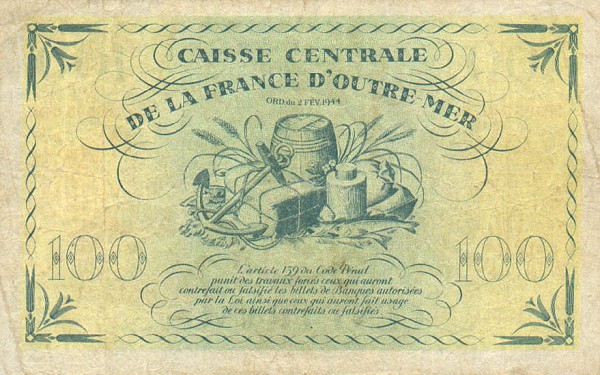 CAISSE CENTRALE
DE LA FRANCE D'OUTRE-MER
ORD. du 2 FÉV. 1944
100
100
L'article 139 du Code Pénal
punit des travaux forcés ceux qui auront
contrefait ou falsifié les billets de Banques autorisées
par la Loi ainsi que ceux qui auront fait usage
de ces billets contrefaits ou falsifiés